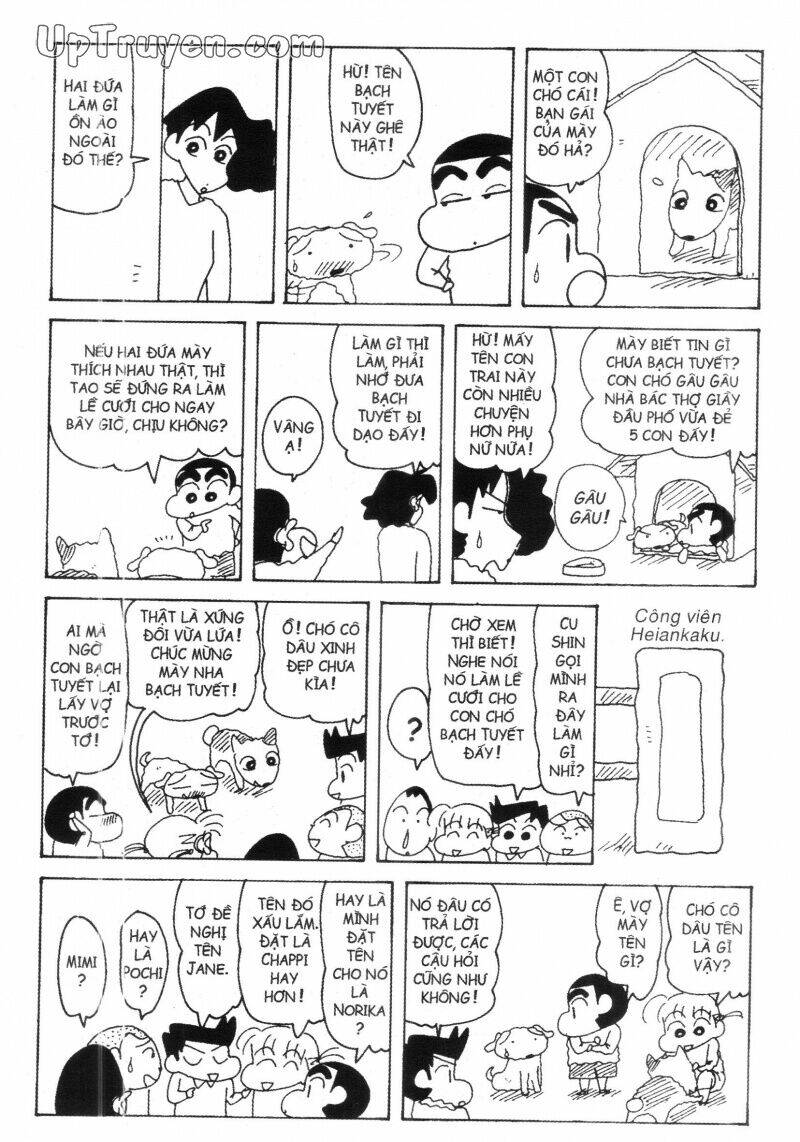 UpTruyen.com
MỘT CON
CHÓ CÁI!
BẠN GÁI
CỦA MÀY
ĐÓ HẢ?
HỪ! TÊN
BẠCH
TUYẾT
NÀY GHÊ
THẬT!
HAI ĐỨA
LÀM GÌ
ỒN ÀO
NGOÀI
ĐÓ THẾ?
MÀY BIẾT TIN GÌ
CHƯA BẠCH TUYẾT?
CON CHÓ GÂU GÂU
NHÀ BÁC THỢ GIÀY
ĐẦU PHỐ VỪA ĐẺ
5 CON ĐẤY!
GÂU
GÂU!
HỪ! MẤY
TÊN CON
TRAI NÀY
CÒN NHIỀU
CHUYỆN
HƠN PHỤ
NỮ NỮA!
LÀM GÌ THÌ
LÀM, PHẢI
NHỚ ĐƯA
BẠCH
TUYẾT ĐI
DẠO ĐẤY!
VÂNG
Ạ!
NẾU HAI ĐỨA MÀY
THÍCH NHAU THẬT, THÌ
TAO SẼ ĐỨNG RA LÀM
LỄ CƯỚI CHO NGAY
BÂY GIỜ, CHỊU KHÔNG?
Công viên
Heiankaku.
CU
SHIN
GỌI
MÌNH
RA
ĐÂY
LÀM
GÌ
NHỈ?
CHỜ XEM
THÌ BIẾT!
NGHE NÓI
NÓ LÀM LỄ
CƯỚI CHO
CON CHÓ
BẠCH TUYẾT
ĐẤY!
?
Ồ! CHÓ CÔ
DÂU XINH
ĐẸP CHƯA
KÌA!
THẬT LÀ XỨNG
ĐÔI VỪA LỨA!
CHÚC MỪNG
MÀY NHA
BẠCH TUYẾT!
AI MÀ
NGỜ
CON BẠCH
TUYẾT LẠI
LẤY VỢ
TRƯỚC
TỚ!
CHÓ CÔ
DÂU TÊN
LÀ GÌ
VẬY?
Ê, VỢ
MÀY
TÊN
GÌ?
NÓ ĐÂU CÓ
TRẢ LỜI
ĐƯỢC, CÁC
CẬU HỎI
CŨNG NHƯ
KHÔNG!
HAY LÀ
MÌNH
ĐẶT
TÊN
CHO NÓ
LÀ
NORIKA?
TÊN ĐÓ
XẤU LẮM.
ĐẶT LÀ
CHAPPI
HAY
HƠN!
TỚ ĐỀ
NGHỊ
TÊN
JANE.
HAY
LÀ
POCHI
?
MIMI
?